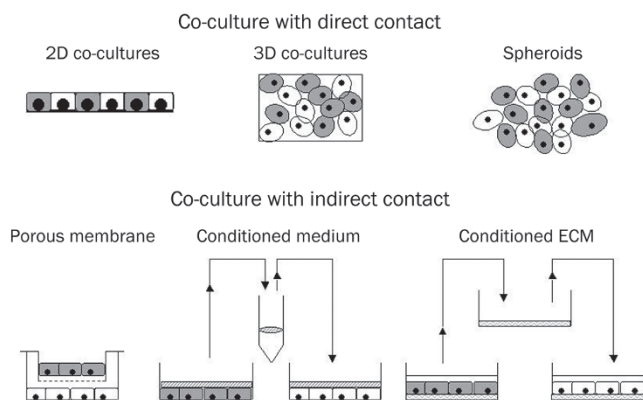 Co-culture with direct contact
2D co-cultures
3D co-cultures
Spheroids
Co-culture with indirect contact
Porous membrane
Conditioned medium
Conditioned ECM